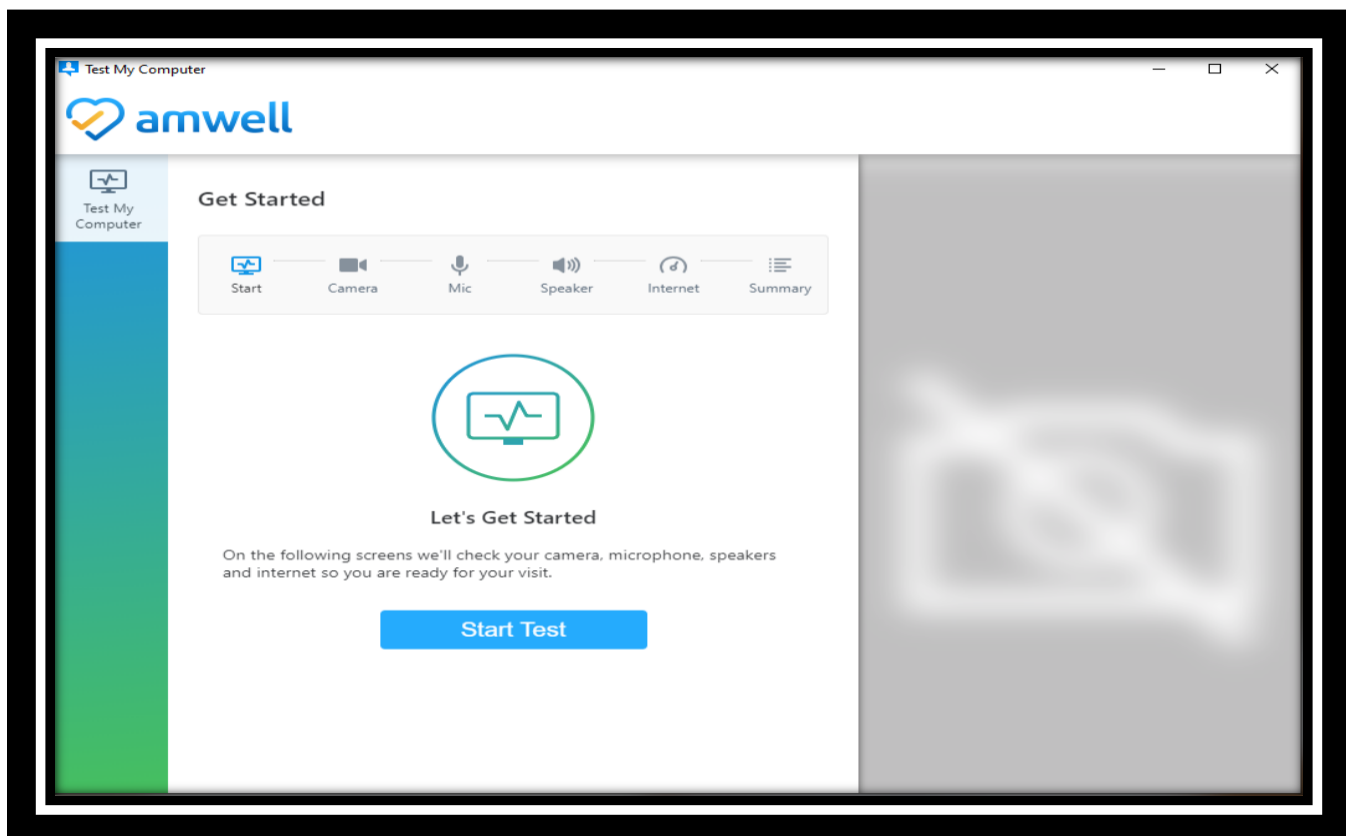 Test My Computer
amwell
Test My
Computer
Get Started
Start Camera Mic Speaker Internet Summary
Let's Get Started
On the following screens we'll check your camera, microphone, speakers
and internet so you are ready for your visit.
Start Test